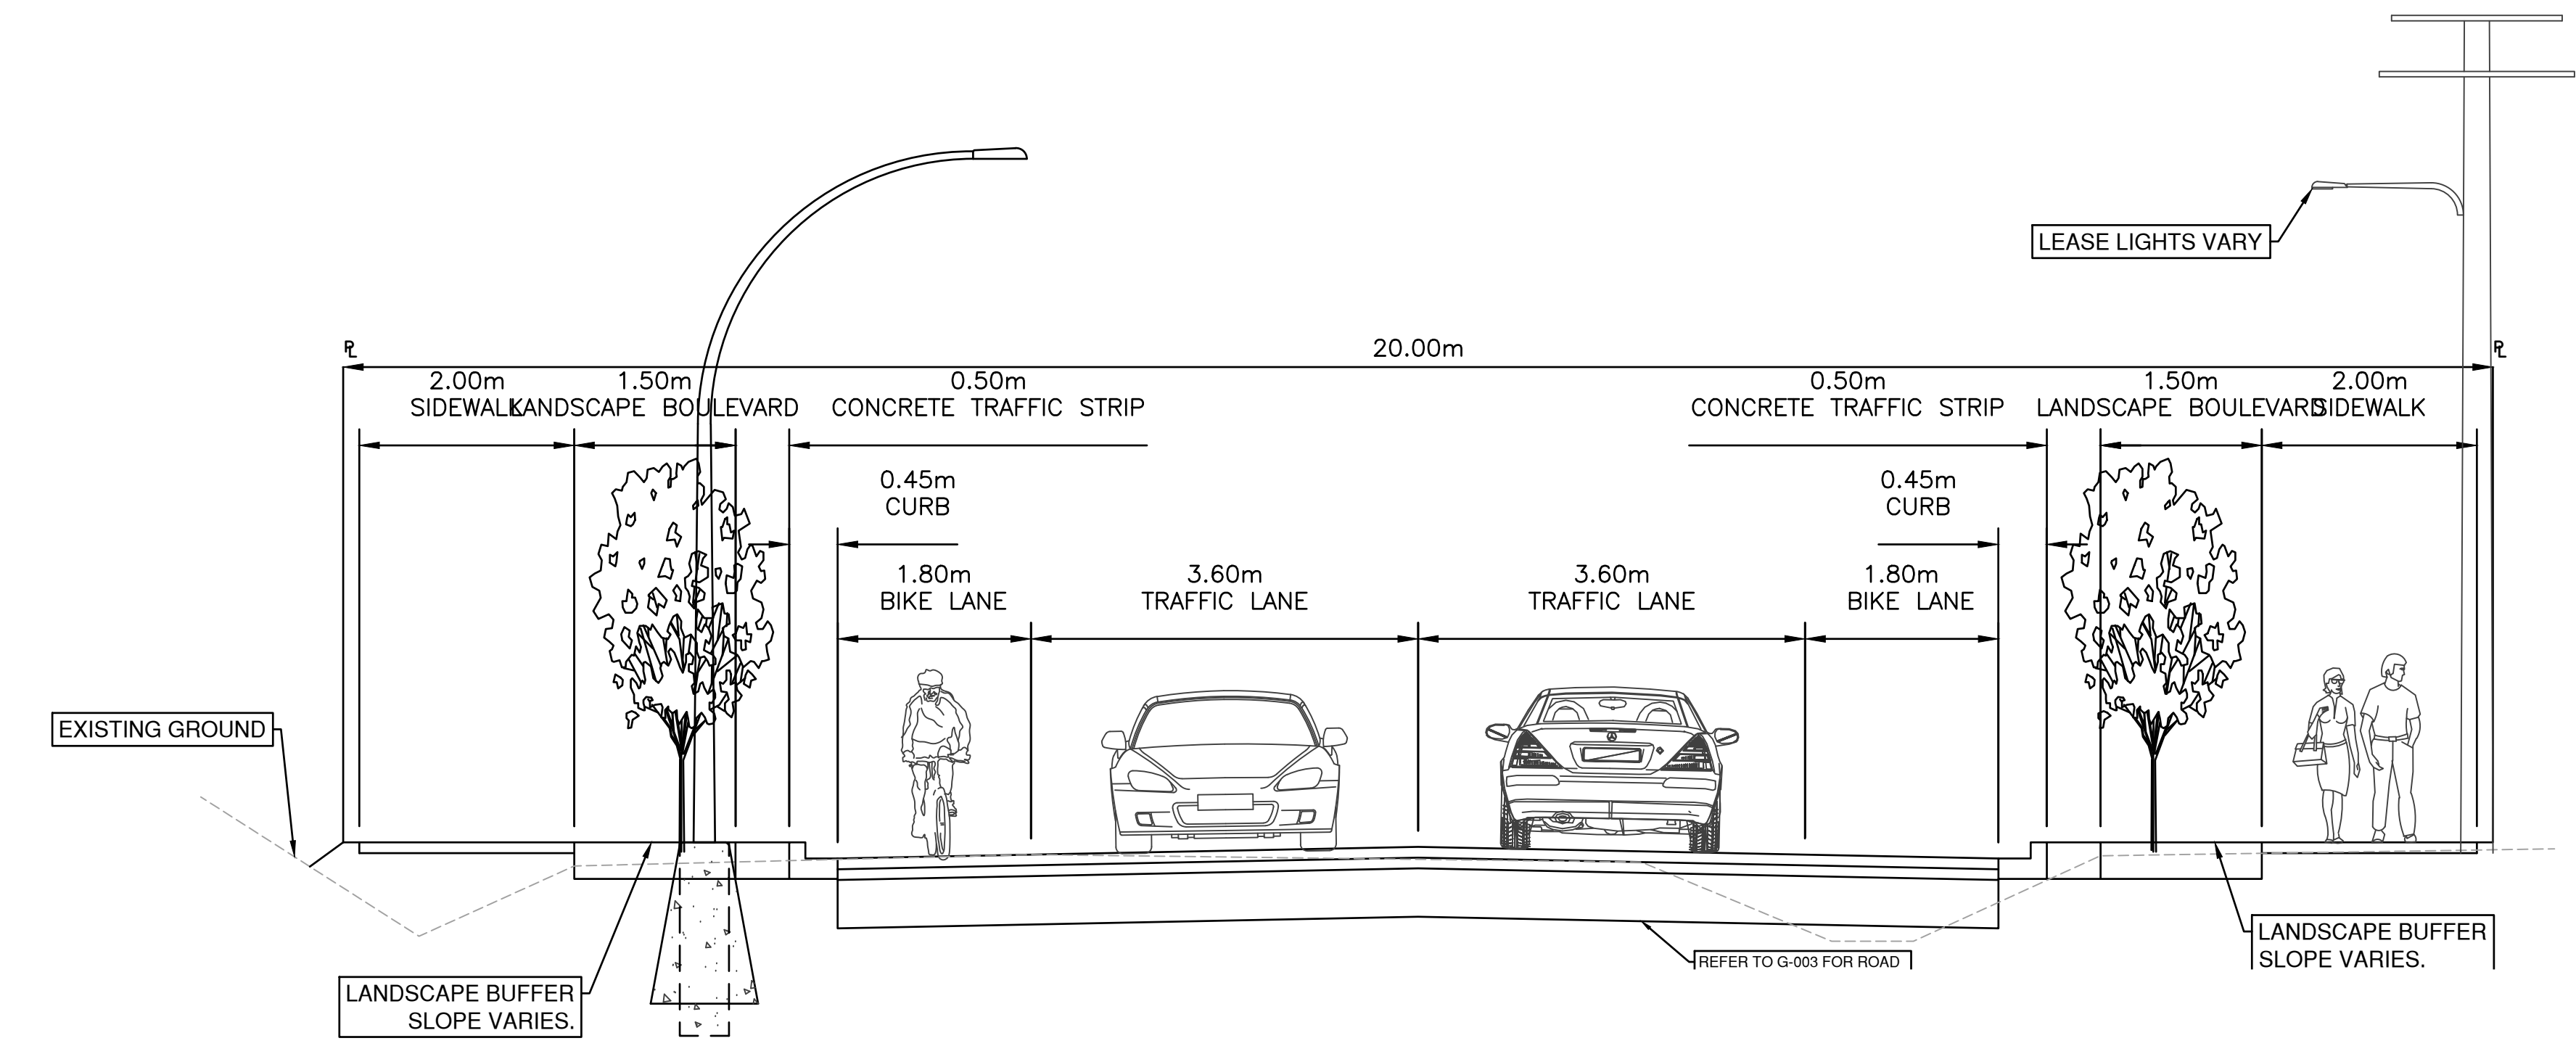 LEASE LIGHTS VARY
PL
20.00m
PL
2.00m
SIDEWALK
1.50m
LANDSCAPE BOULEVARD
0.50m
CONCRETE TRAFFIC STRIP
0.50m
CONCRETE TRAFFIC STRIP
1.50m
LANDSCAPE BOULEVARD
2.00m
SIDEWALK
0.45m
CURB
0.45m
CURB
1.80m
BIKE LANE
3.60m
TRAFFIC LANE
3.60m
TRAFFIC LANE
1.80m
BIKE LANE
EXISTING GROUND
LANDSCAPE BUFFER
SLOPE VARIES.
REFER TO G-003 FOR ROAD
LANDSCAPE BUFFER
SLOPE VARIES.